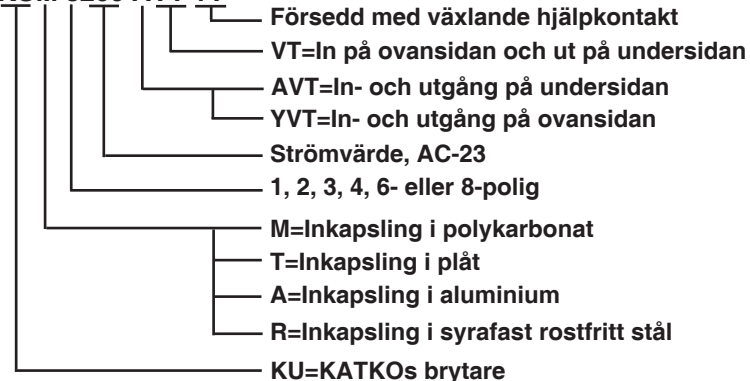 Försedd med växlande hjälpkontakt
VT=In på ovansidan och ut på undersidan
AVT=In- och utgång på undersidan
YVT=In- och utgång på ovansidan
Strömvärde, AC-23
1, 2, 3, 4, 6- eller 8-polig
M=Inkapsling i polykarbonat
T=Inkapsling i plåt
A=Inkapsling i aluminium
R=Inkapsling i syrafast rostfritt stål
KU=KATKOs brytare